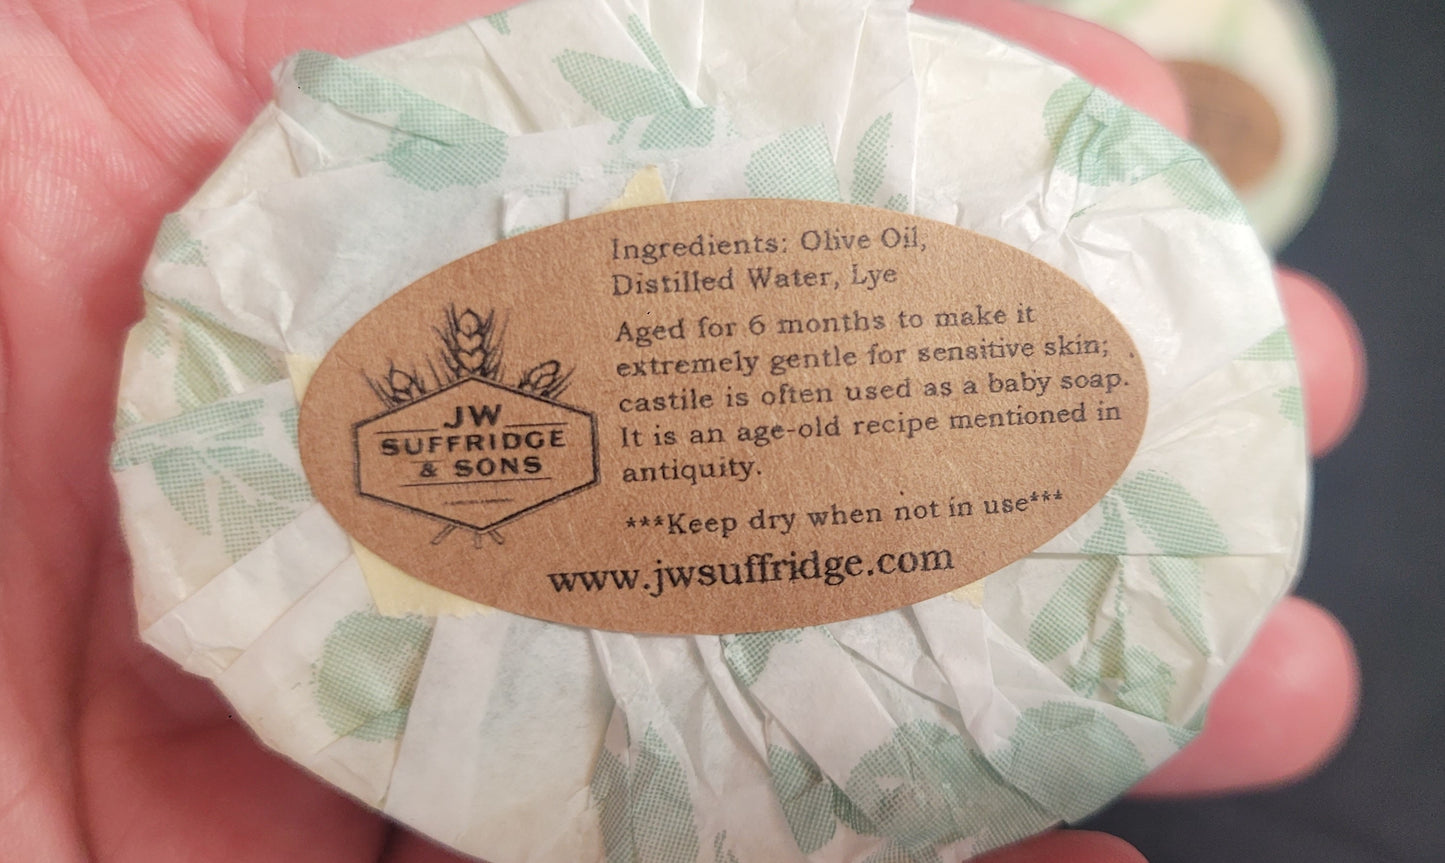 JW
SUFFRIDGE
& SONS
Ingredients: Olive Oil,
Distilled Water, Lye
Aged for 6 months to make it
extremely gentle for sensitive skin;
castile is often used as a baby soap.
It is an age-old recipe mentioned in
antiquity.
***Keep dry when not in use***
www.jwsuffridge.com